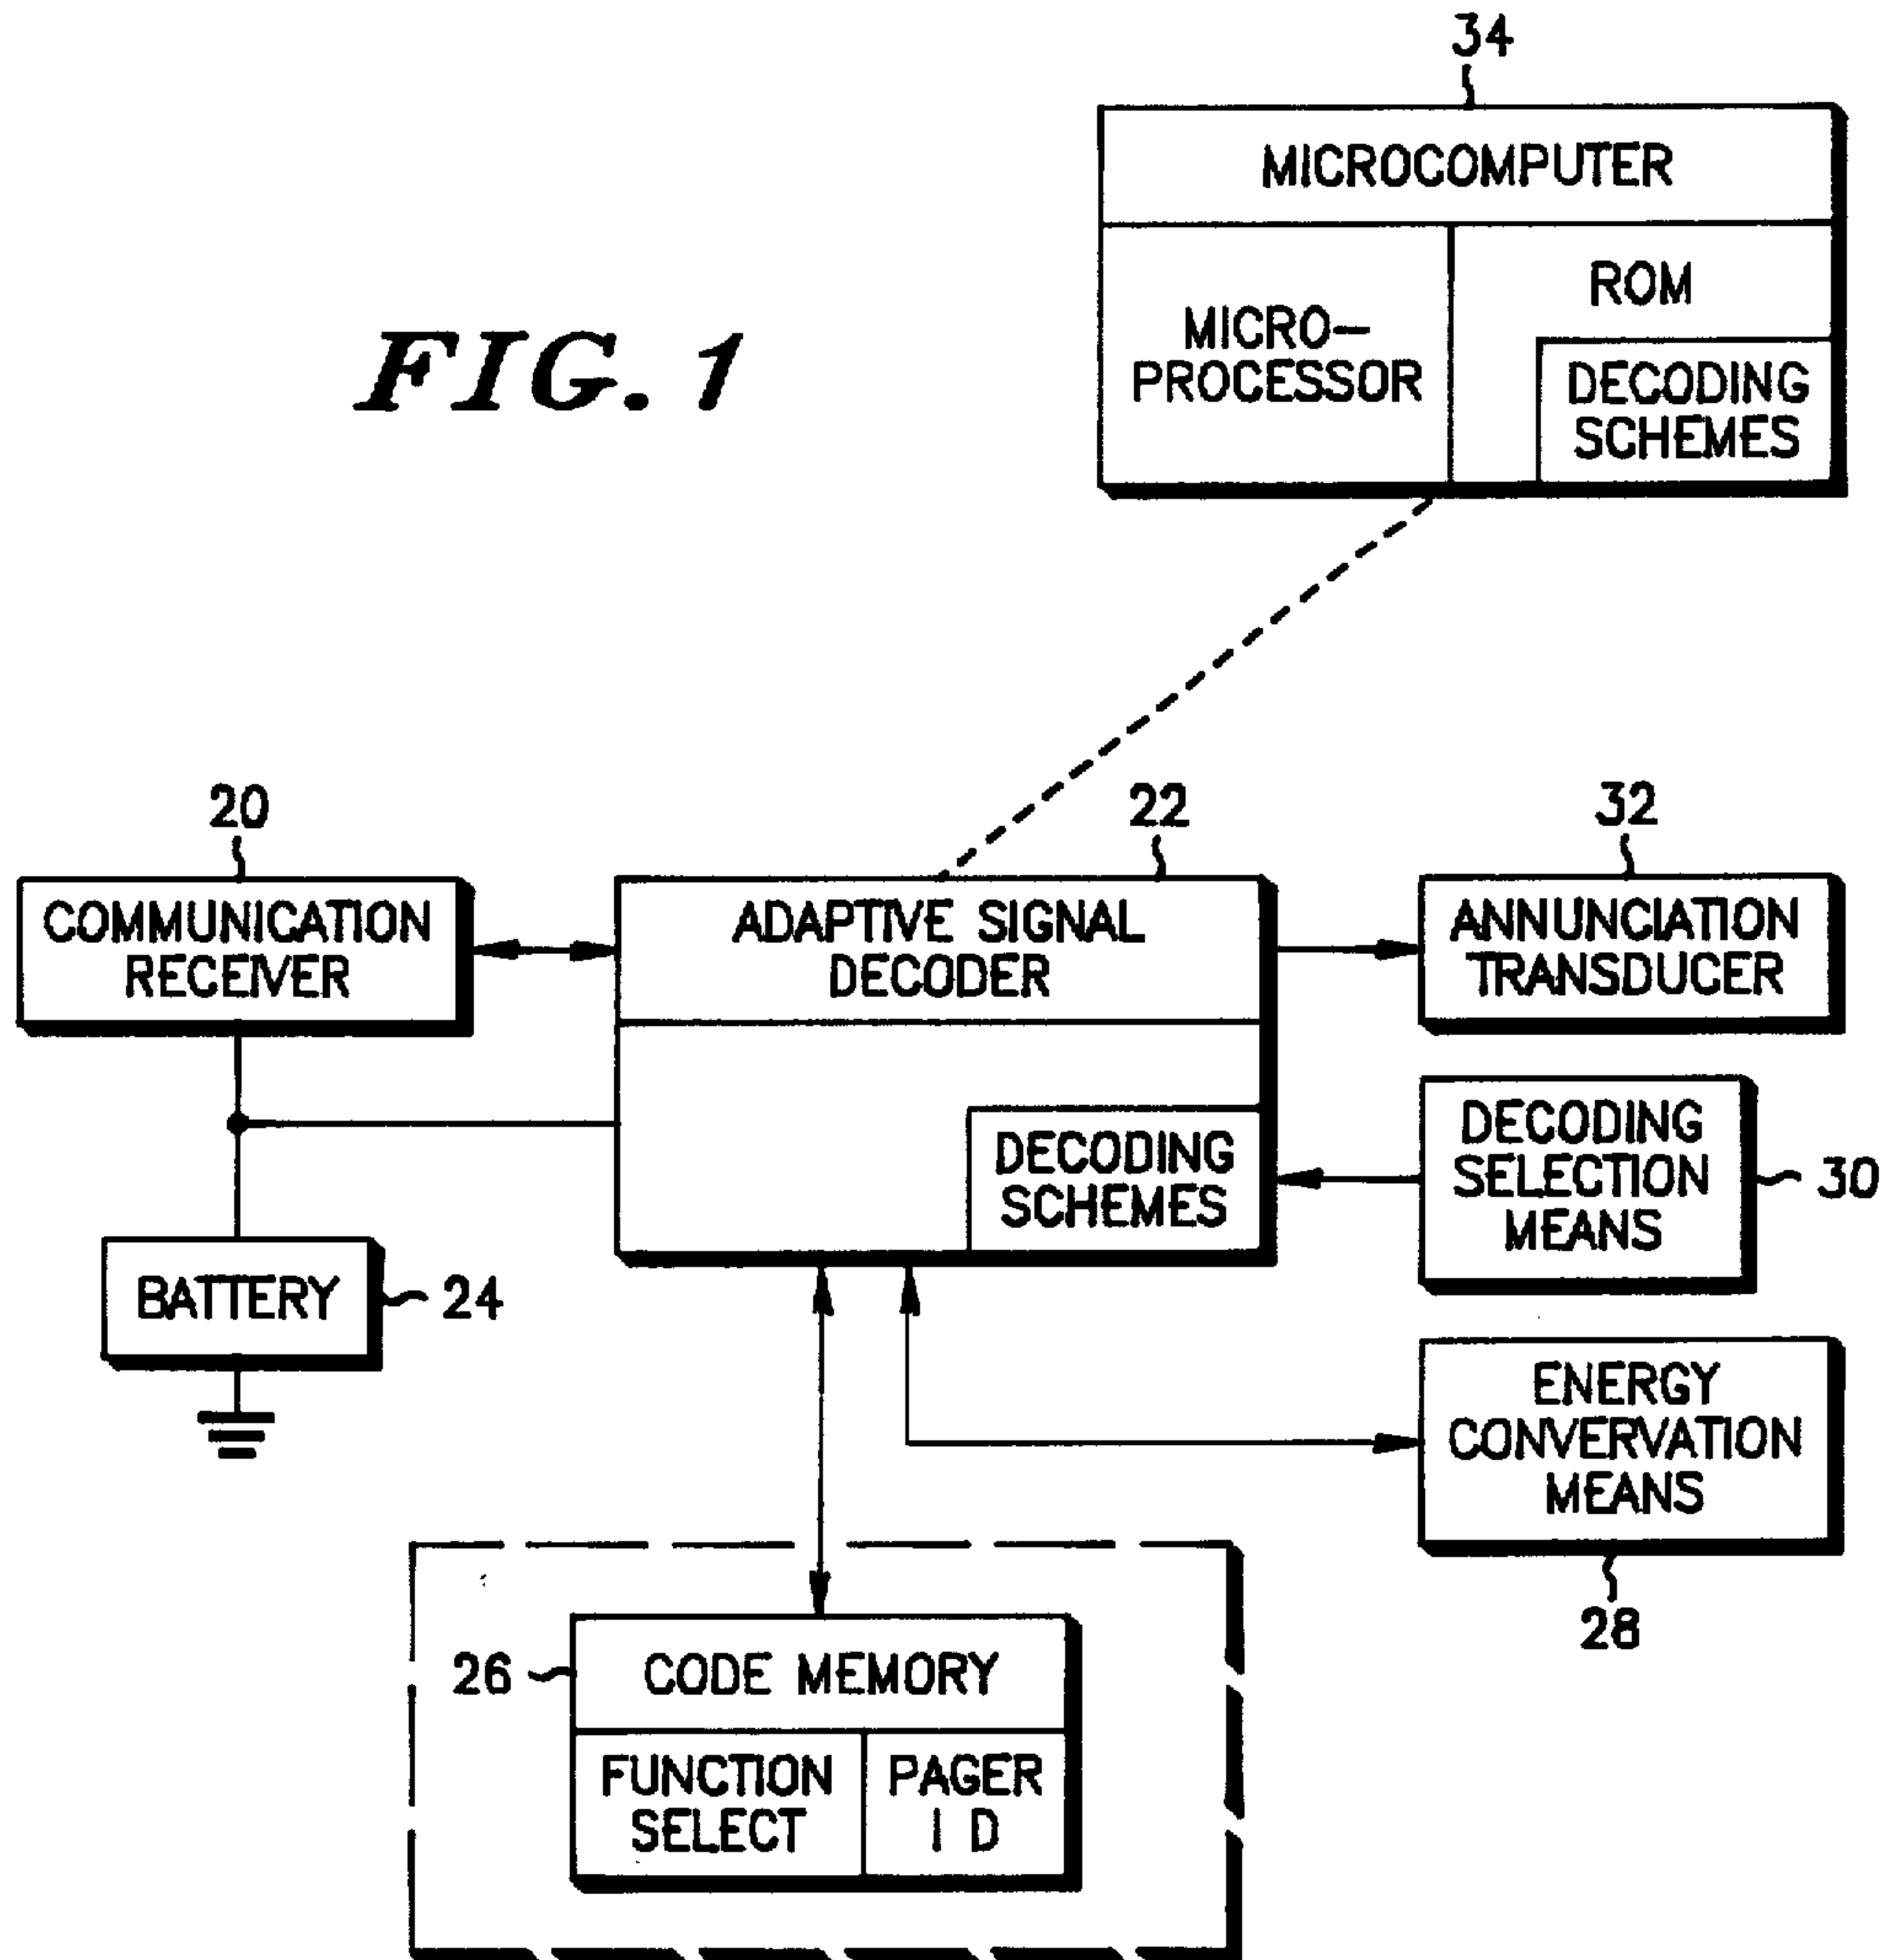 34
MICROCOMPUTER
MICRO-
PROCESSOR
ROM
DECODING
SCHEMES
FIG. 1
20
COMMUNICATION
RECEIVER
22
ADAPTIVE SIGNAL
DECODER
DECODING
SCHEMES
32
ANNUNCIATION
TRANSDUCER
DECODING
SELECTION
MEANS
30
BATTERY
24
ENERGY
CONVERVATION
MEANS
28
26
CODE MEMORY
FUNCTION
SELECT
PAGER
I D